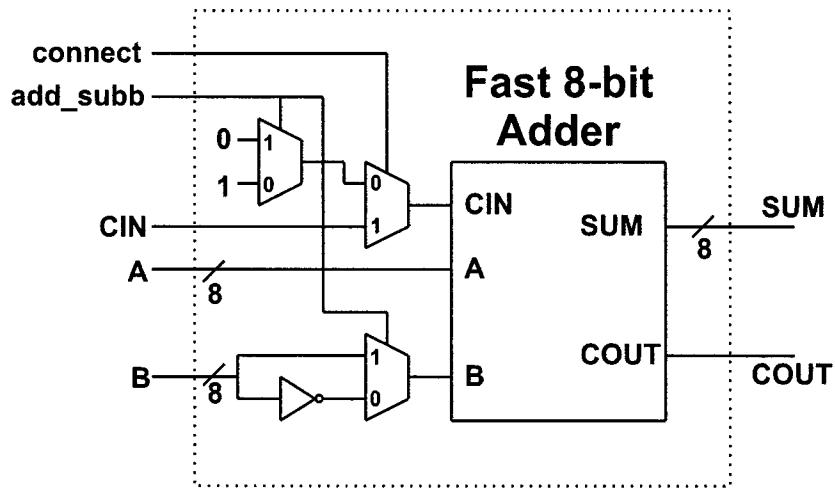 connect
add_subb
Fast 8-bit
Adder
0
1
1
0
0
1
CIN
CIN
SUM
SUM
8
A
8
A
B
8
1
0
B
COUT
COUT